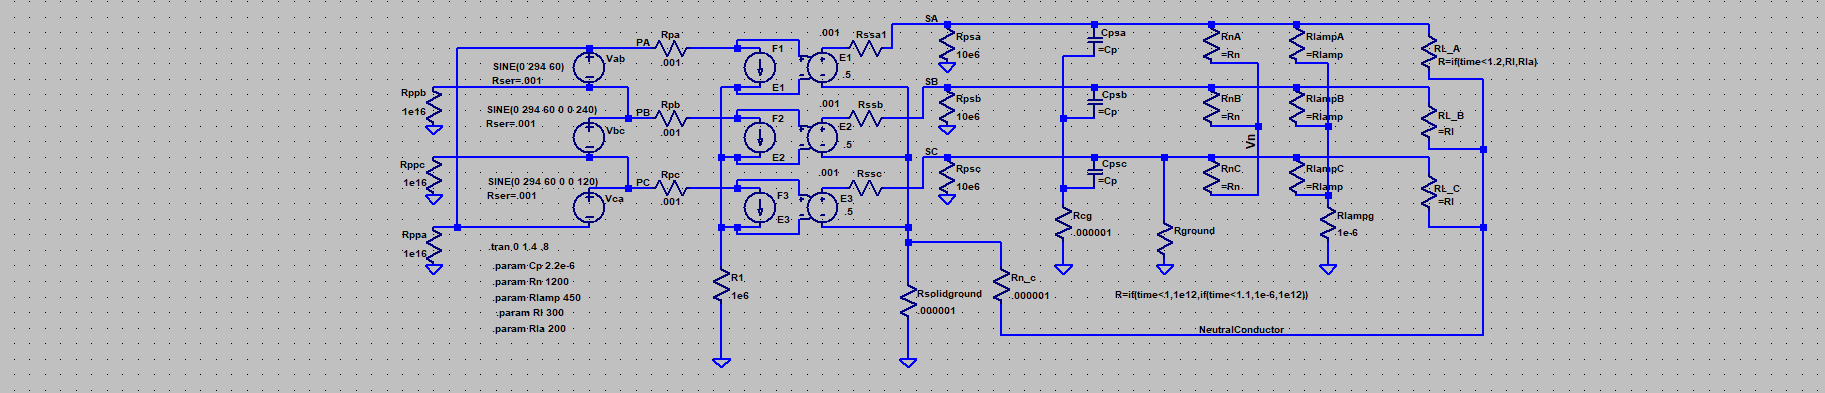 SA
PA
Rpa
.001
F1
E1
.001
Rssa1
E1
.5
Rpsa
10e6
Cpsa
=Cp
RnA
=Rn
RlampA
=Rlamp
RL_A
R=if(time<1.2,Rl,Rla)
Vab
SINE(0 294 60)
Rser=.001
Rppb
1e16
SB
PB
Rpb
.001
F2
E2
.001
Rssb
E2
.5
Rpsb
10e6
Cpsb
=Cp
RnB
=Rn
Vn
RlampB
=Rlamp
RL_B
=Rl
SINE(0 294 60 0 0 240)
Rser=.001
Vbc
Rppc
1e16
SC
PC
Rpc
.001
F3
E3
.001
Rssc
E3
.5
Rpsc
10e6
Cpsc
=Cp
RnC
=Rn
RlampC
=Rlamp
RL_C
=Rl
SINE(0 294 60 0 0 120)
Rser=.001
Vca
Rppa
1e16
Rcg
.000001
Rground
Rlampg
1e-6
.tran 0 1.4 .8
.param Cp 2.2e-6
.param Rn 1200
.param Rlamp 450
.param Rl 300
.param Rla 200
R1
1e6
Rsolidground
.000001
Rn_c
.000001
R=if(time<1,1e12,if(time<1.1,1e-6,1e12))
NeutralConductor